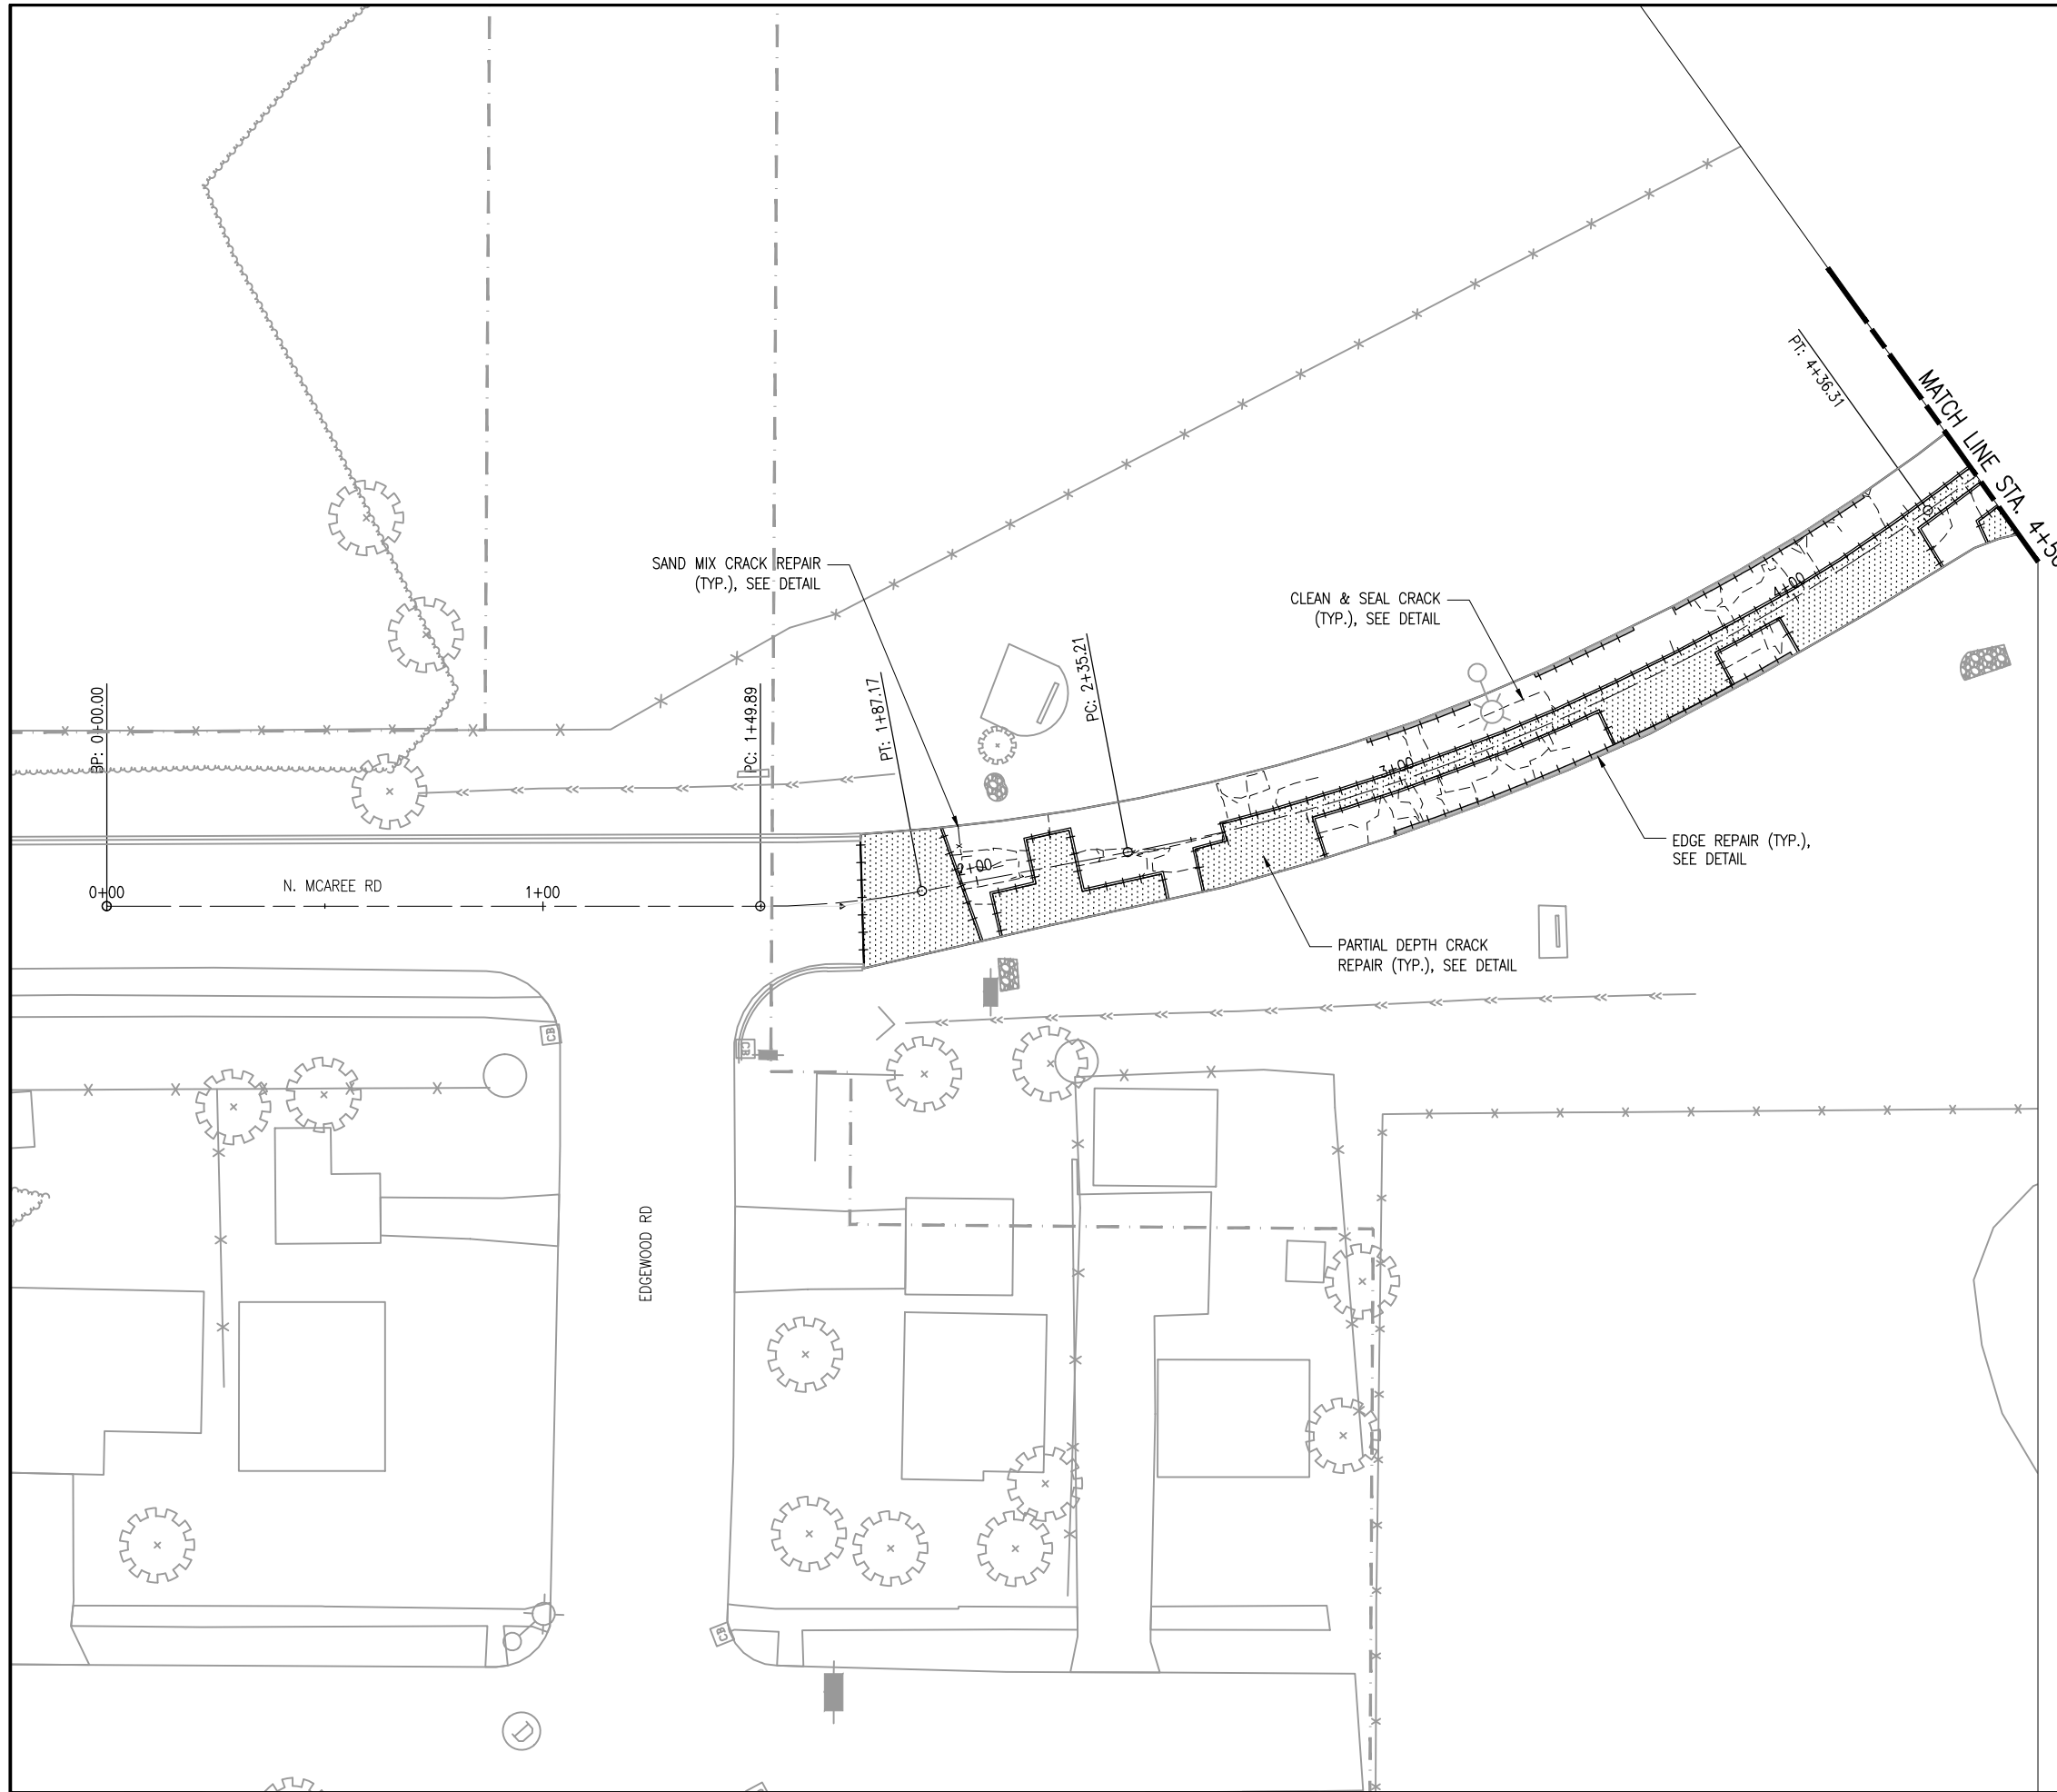 PT: 4+36.31
MATCH LINE STA. 4+50
SAND MIX CRACK REPAIR
(TYP.), SEE DETAIL
CLEAN & SEAL CRACK
(TYP.), SEE DETAIL
4+00
BP: 0+00.00
PC: 1+49.89
PT: 1+87.17
PC: 2+35.21
3+00
EDGE REPAIR (TYP.),
SEE DETAIL
2+00
0+00
N. MCAREE RD
1+00
PARTIAL DEPTH CRACK
REPAIR (TYP.), SEE DETAIL
CB
CB
EDGEWOOD RD
CB
D